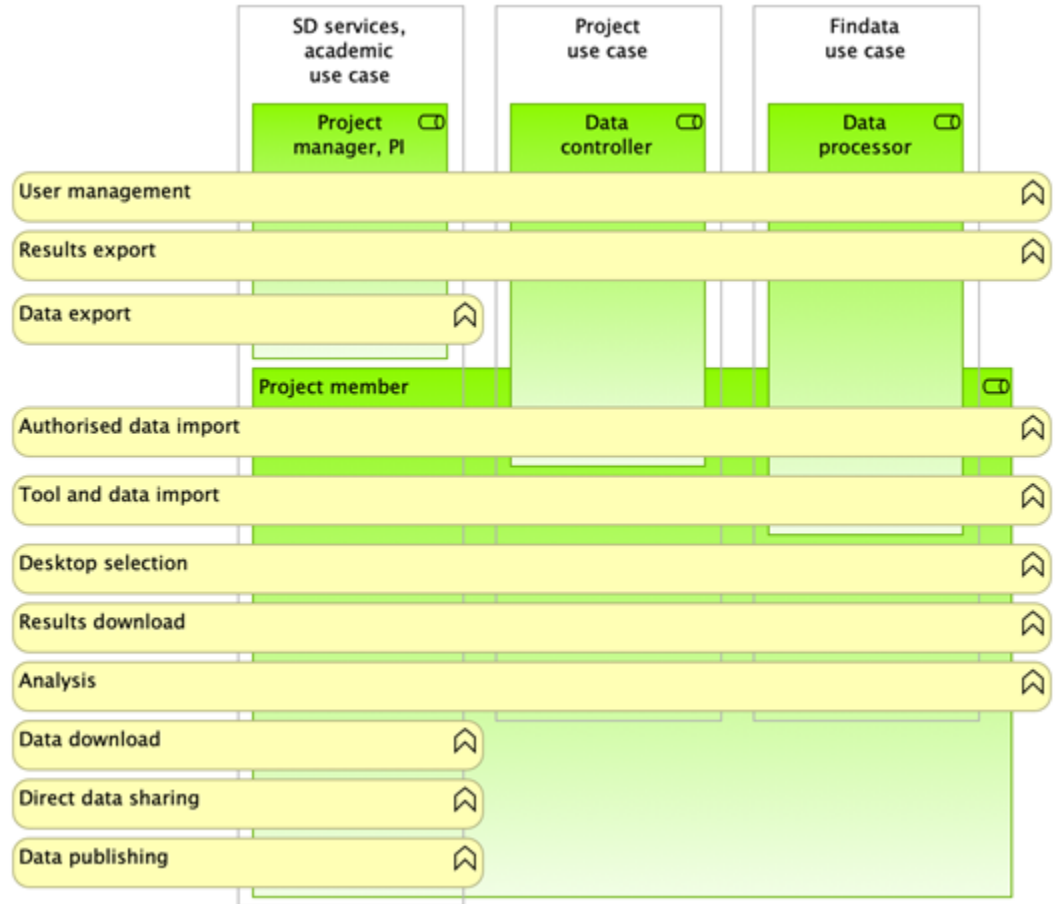 SD services,
academic
use case
Project
use case
Findata
use case
Project
manager, PI
Data
controller
Data
processor
User management
Results export
Data export
Project member
Authorised data import
Tool and data import
Desktop selection
Results download
Analysis
Data download
Direct data sharing
Data publishing